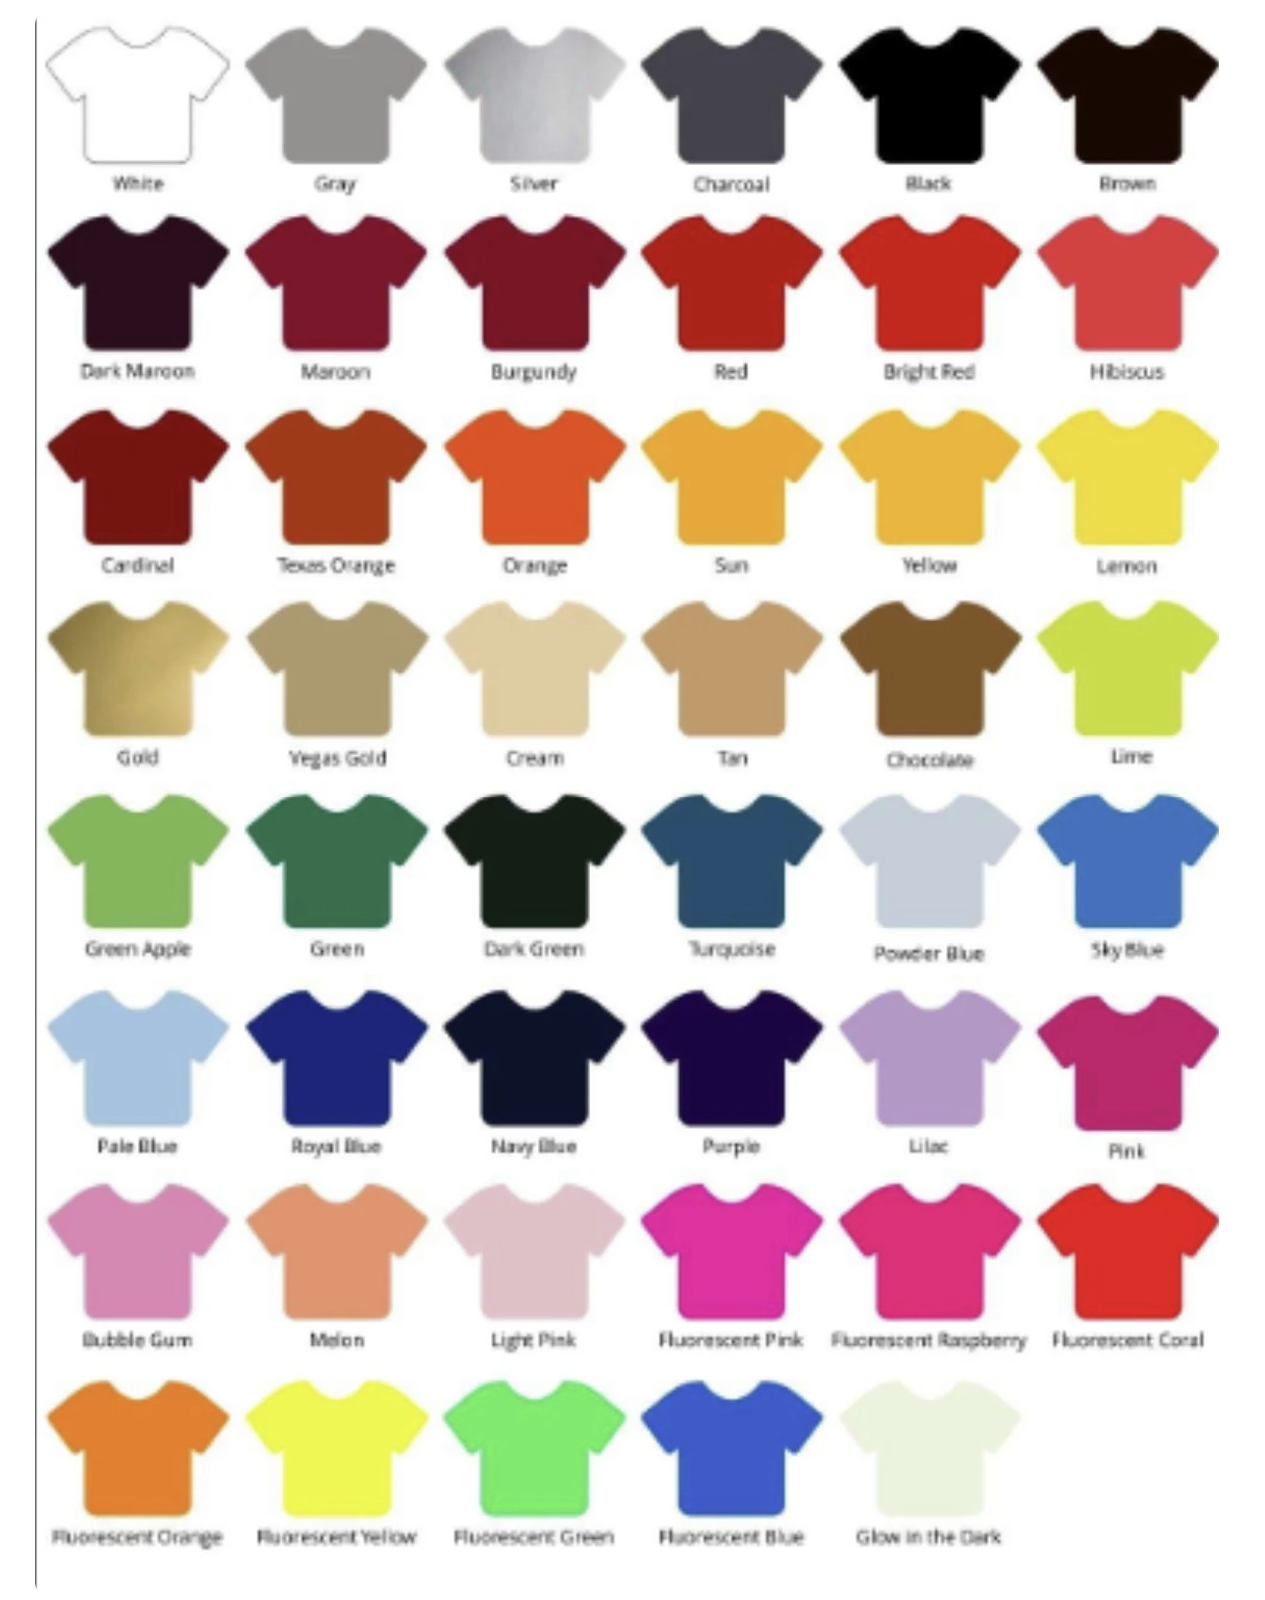 White
Gray
Silver
Charcoal
Black
Brown
Dark Maroon
Maroon
Burgundy
Red
Bright Red
Hibiscus
Cardinal
Texas Orange
Orange
Sun
Yellow
Lemon
Gold
Vegas Gold
Cream
Tan
Chocolate
Lime
Green Apple
Green
Dark Green
Turquoise
Powder Blue
Sky Blue
Pale Blue
Royal Blue
Navy Blue
Purple
Lilac
Pink
Bubble Gum
Melon
Light Pink
Fluorescent Pink
Fluorescent Raspberry
Fluorescent Coral
Fluorescent Orange
Fluorescent Yellow
Fluorescent Green
Fluorescent Blue
Glow in the Dark